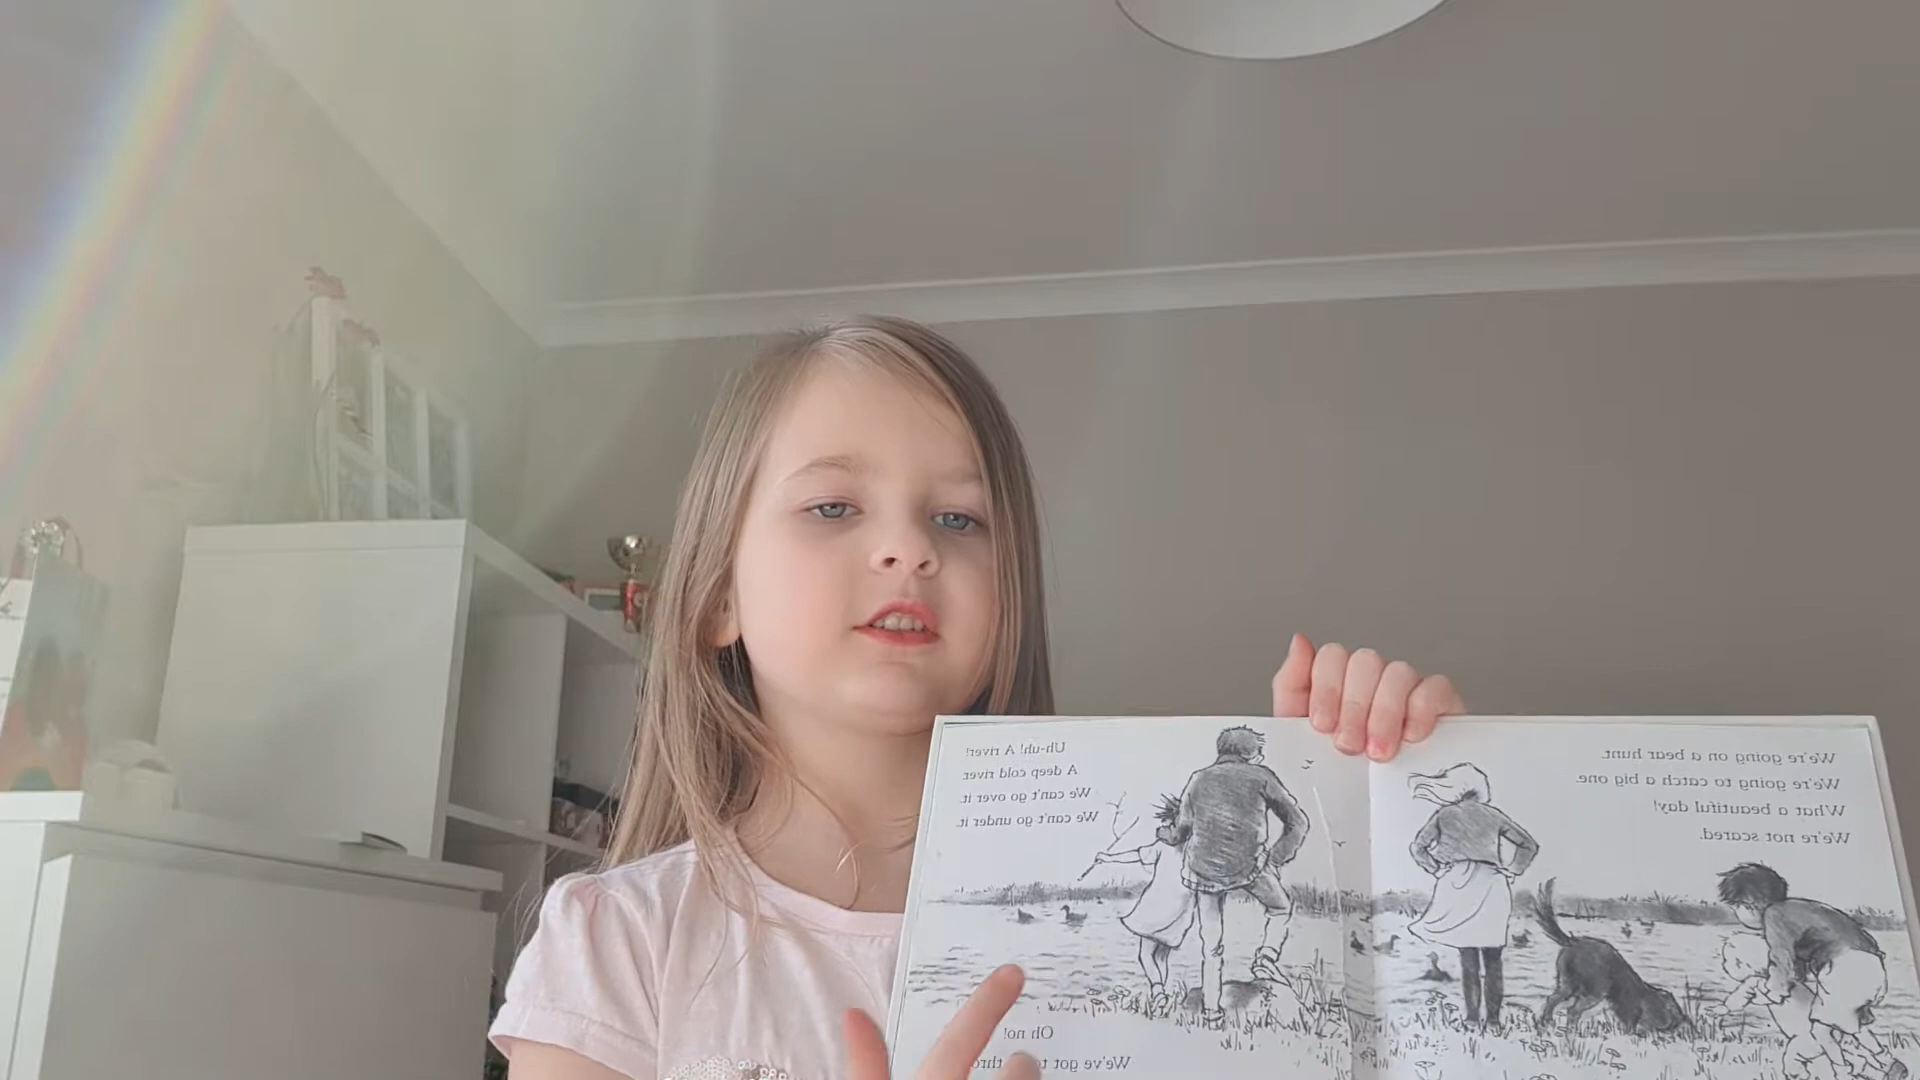 We're going on a bear hunt.
We're going to catch a big one.
What a beautiful day!
We're not scared.
Uh-uh! A river!
A deep cold river.
We can't go over it.
We can't go under it.
Oh no!
We've got